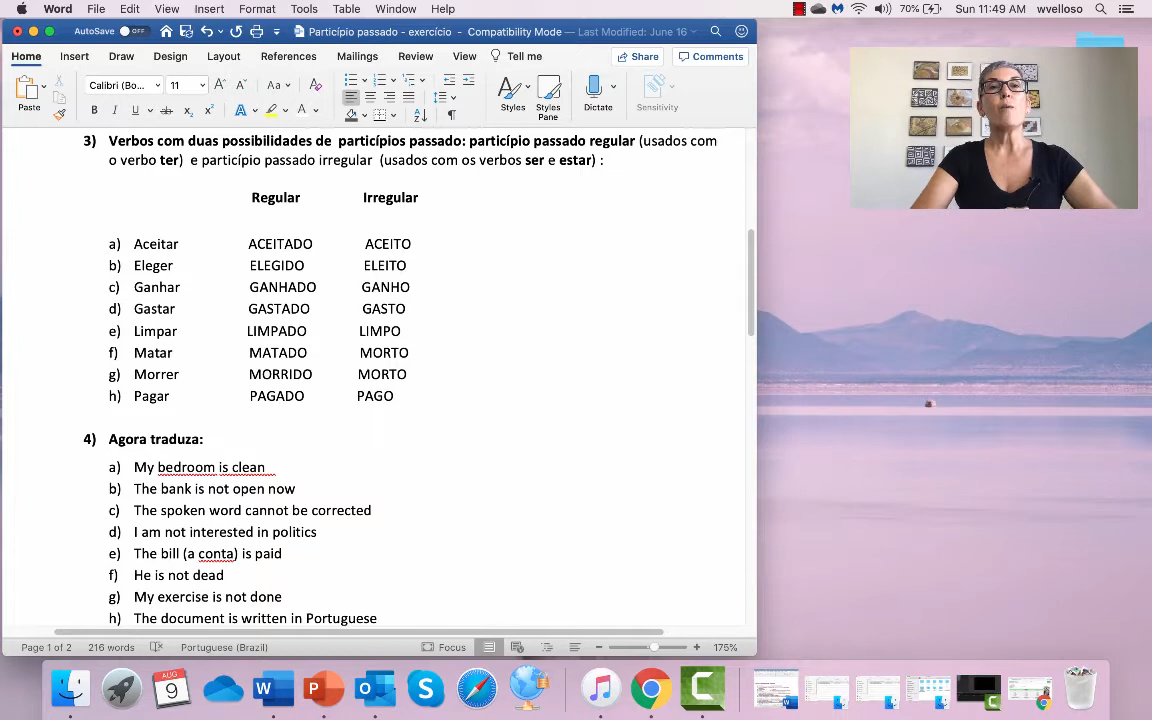 Word File Edit View Insert Format Tools Table Window Help 70% Sun 11:49 AM wvelloso
AutoSave OFF Particípio passado - exercício - Compatibility Mode — Last Modified: June 16
Home Insert Draw Design Layout References Mailings Review View Tell me Share Comments
Calibri (Bo... 11 Aa
Paste Styles Styles Pane Dictate Sensitivity
3) Verbos com duas possibilidades de particípios passado: particípio passado regular (usados com
o verbo ter) e particípio passado irregular (usados com os verbos ser e estar) :
Regular Irregular
a) Aceitar ACEITADO ACEITO
b) Eleger ELEGIDO ELEITO
c) Ganhar GANHADO GANHO
d) Gastar GASTADO GASTO
e) Limpar LIMPADO LIMPO
f) Matar MATADO MORTO
g) Morrer MORRIDO MORTO
h) Pagar PAGADO PAGO
4) Agora traduza:
a) My bedroom is clean
b) The bank is not open now
c) The spoken word cannot be corrected
d) I am not interested in politics
e) The bill (a conta) is paid
f) He is not dead
g) My exercise is not done
h) The document is written in Portuguese
Page 1 of 2 216 words Portuguese (Brazil) Focus 175%
AUG
9